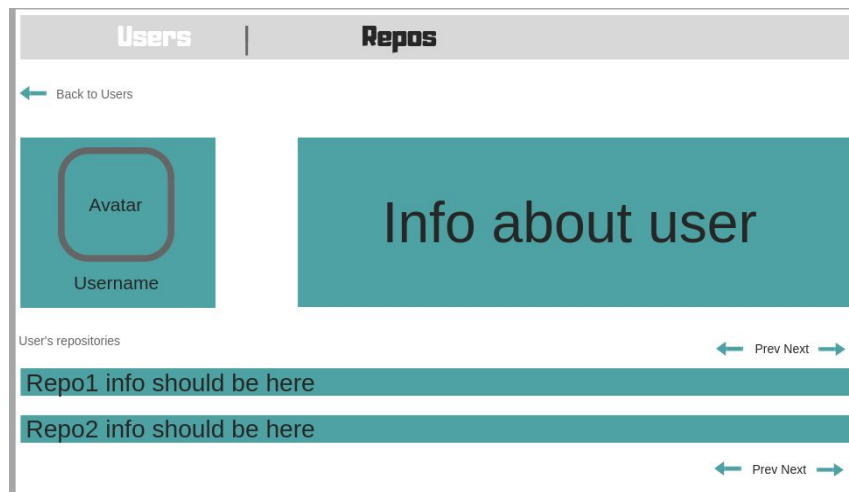 Users | Repos
Back to Users
Avatar
Username
Info about user
User's repositories
Prev Next
Repo1 info should be here
Repo2 info should be here
Prev Next